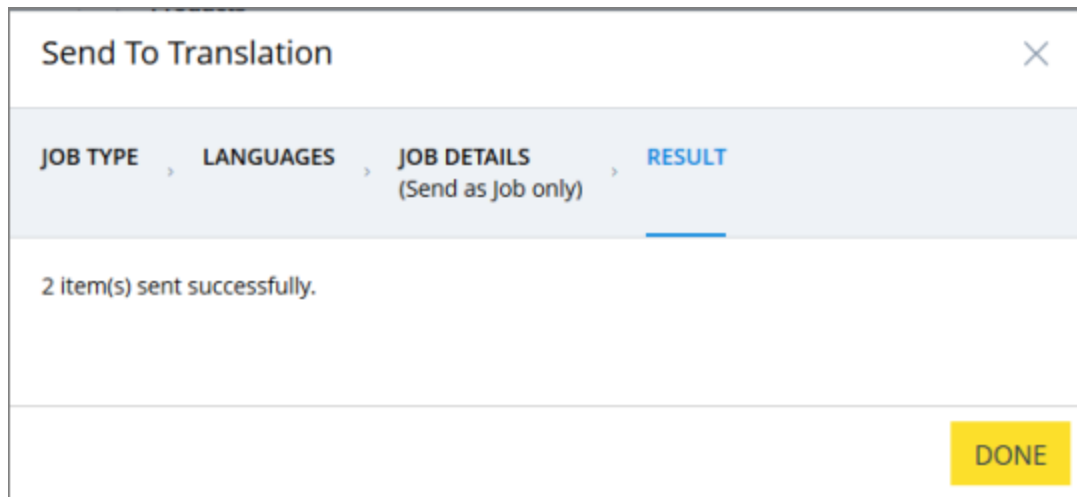 Send To Translation
JOB TYPE
LANGUAGES
JOB DETAILS
(Send as Job only)
RESULT
2 item(s) sent successfully.
DONE